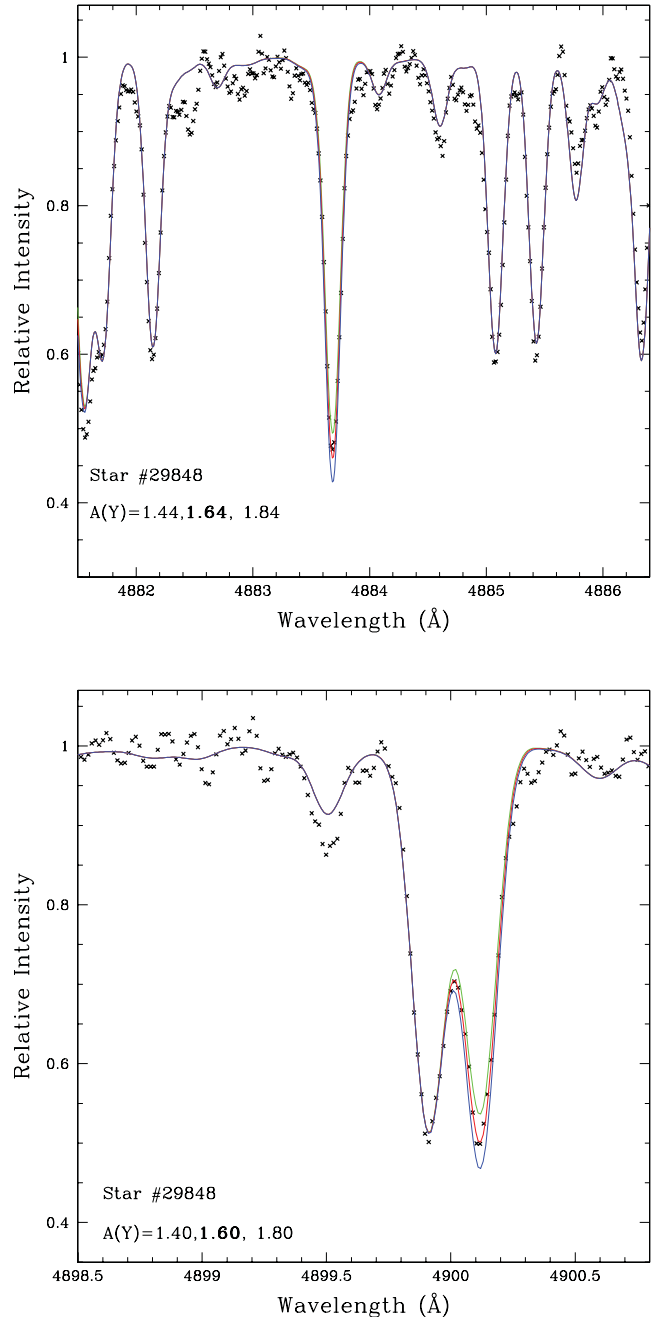 1
0.8
0.6
0.4
Relative Intensity
Star #29848
A(Y)=1.44,1.64, 1.84
4882 4883 4884 4885 4886
Wavelength (Å)
1
0.8
0.6
0.4
Relative Intensity
Star #29848
A(Y)=1.40,1.60, 1.80
4898.5 4899 4899.5 4900 4900.5
Wavelength (Å)